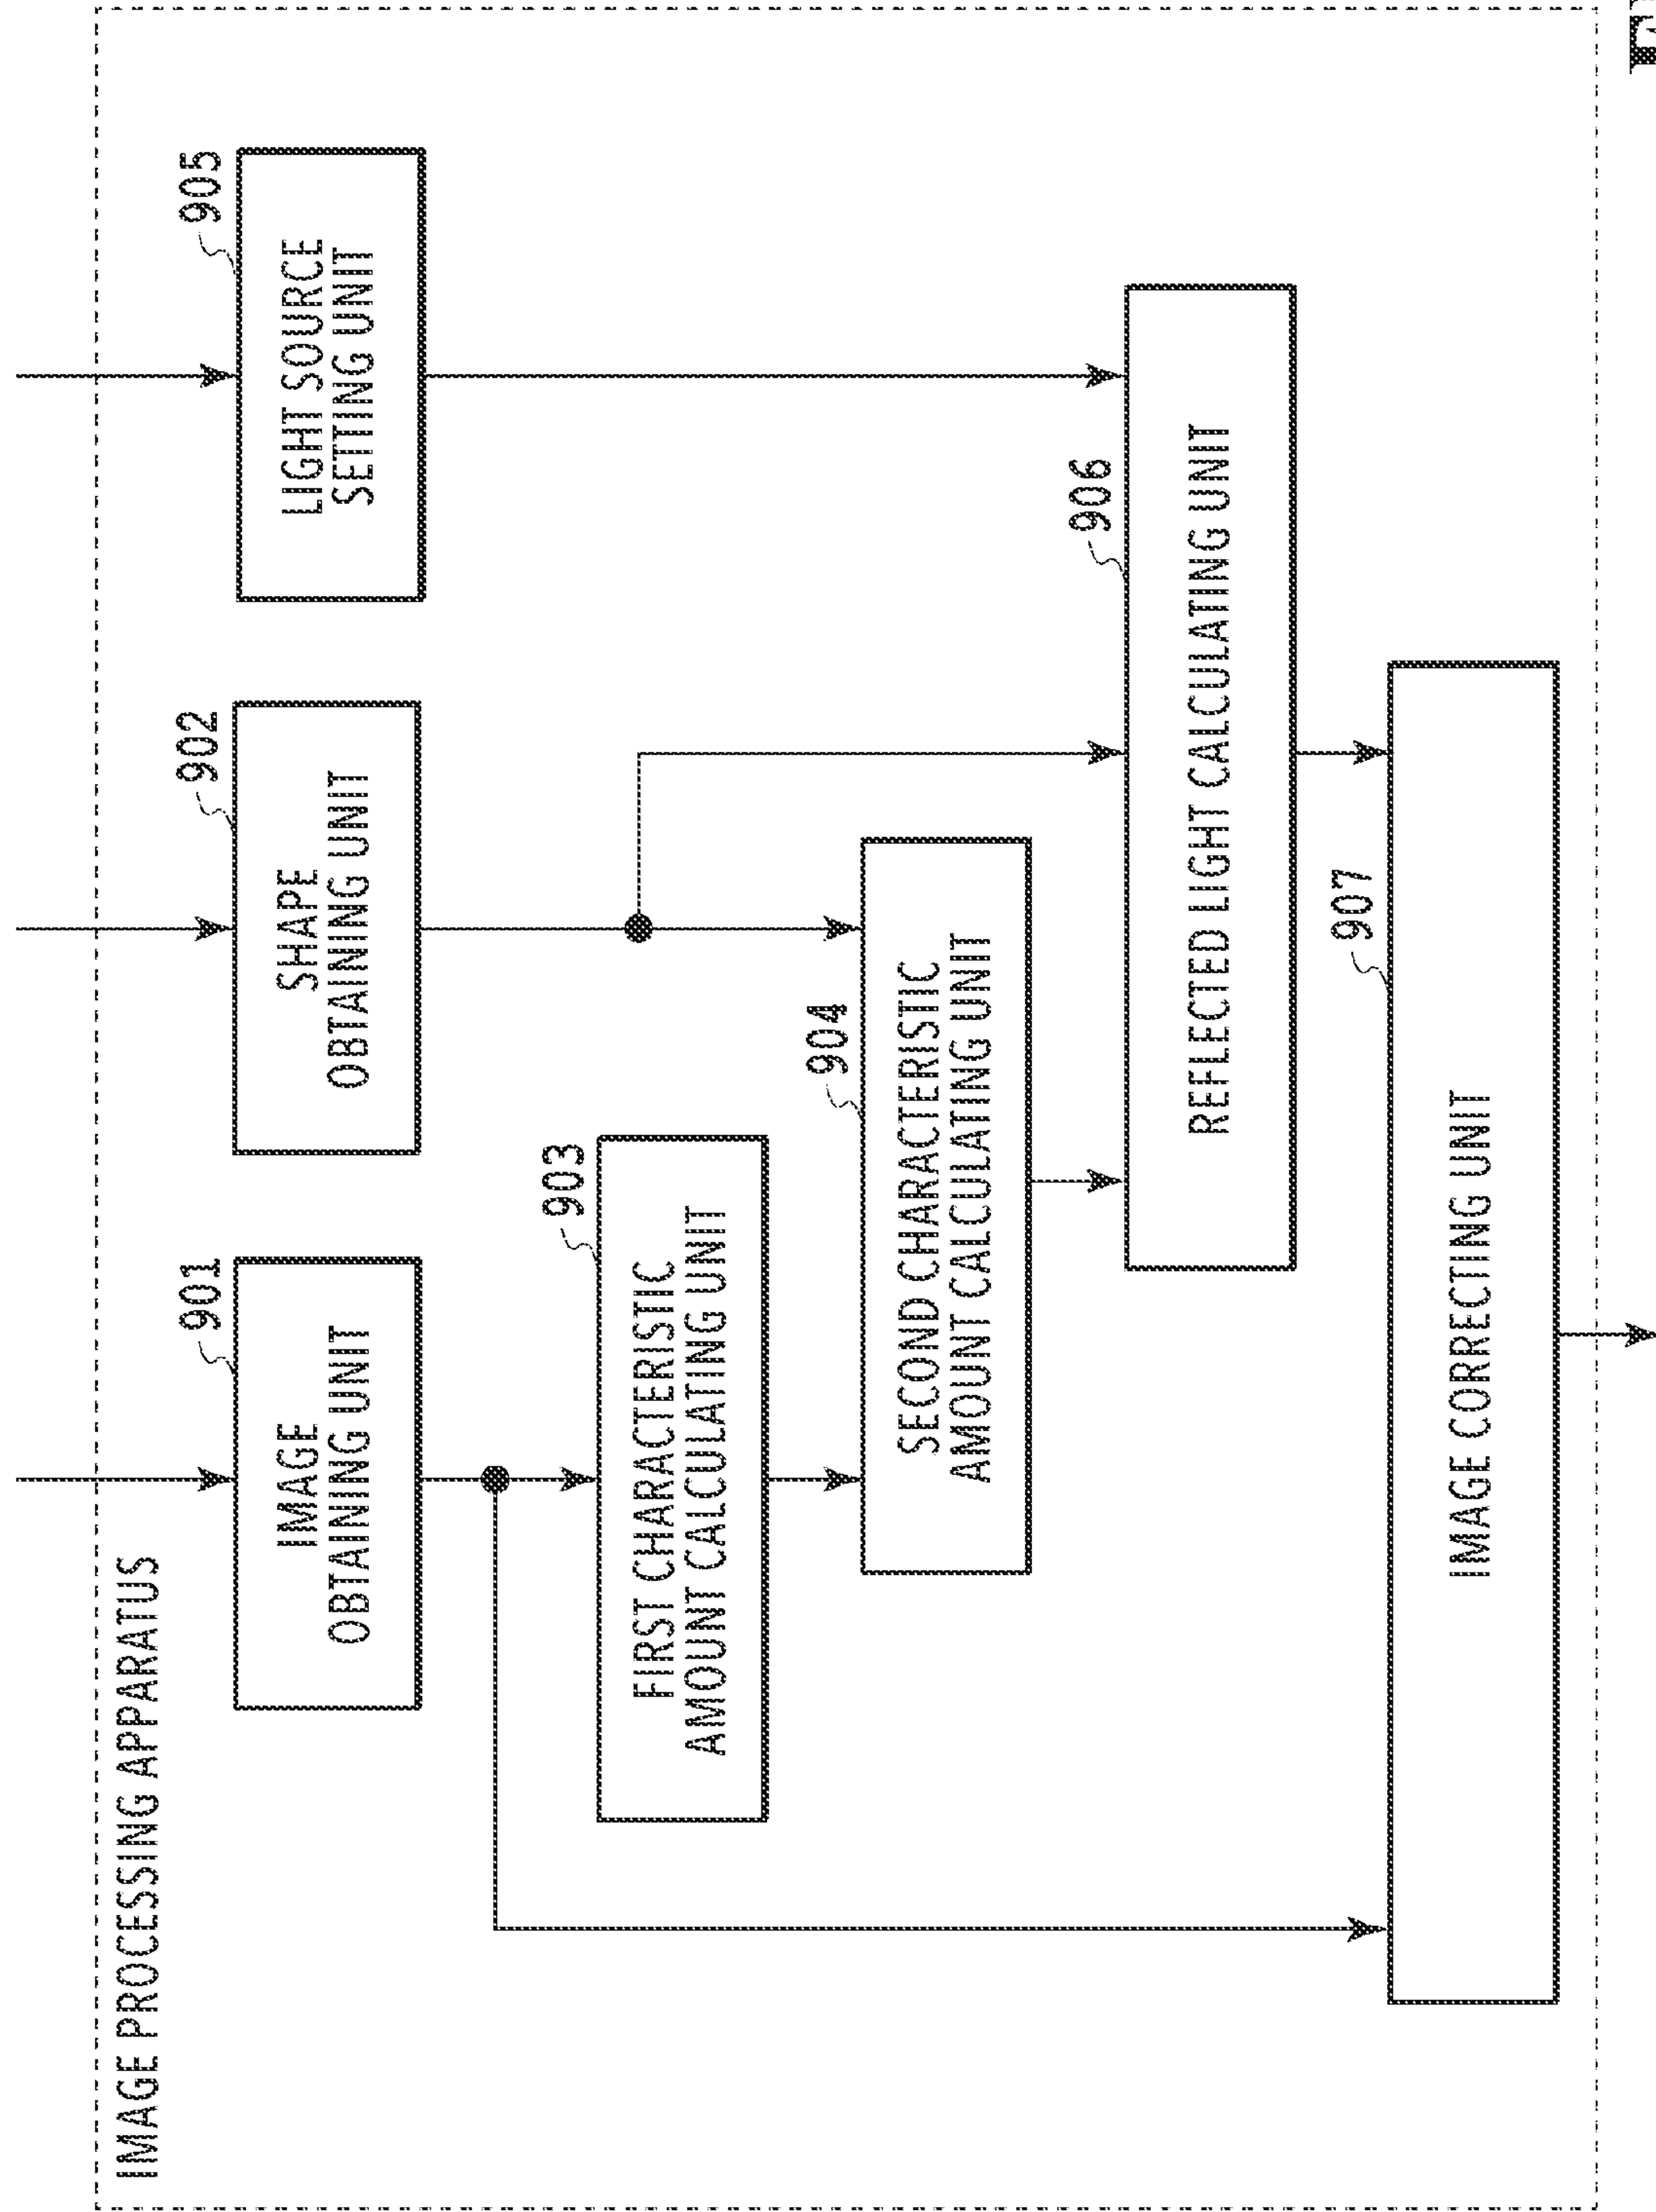 IMAGE PROCESSING APPARATUS
901
IMAGE
OBTAINING UNIT
902
SHAPE
OBTAINING UNIT
905
LIGHT SOURCE
SETTING UNIT
903
FIRST CHARACTERISTIC
AMOUNT CALCULATING UNIT
904
SECOND CHARACTERISTIC
AMOUNT CALCULATING UNIT
906
REFLECTED LIGHT CALCULATING UNIT
907
IMAGE CORRECTING UNIT